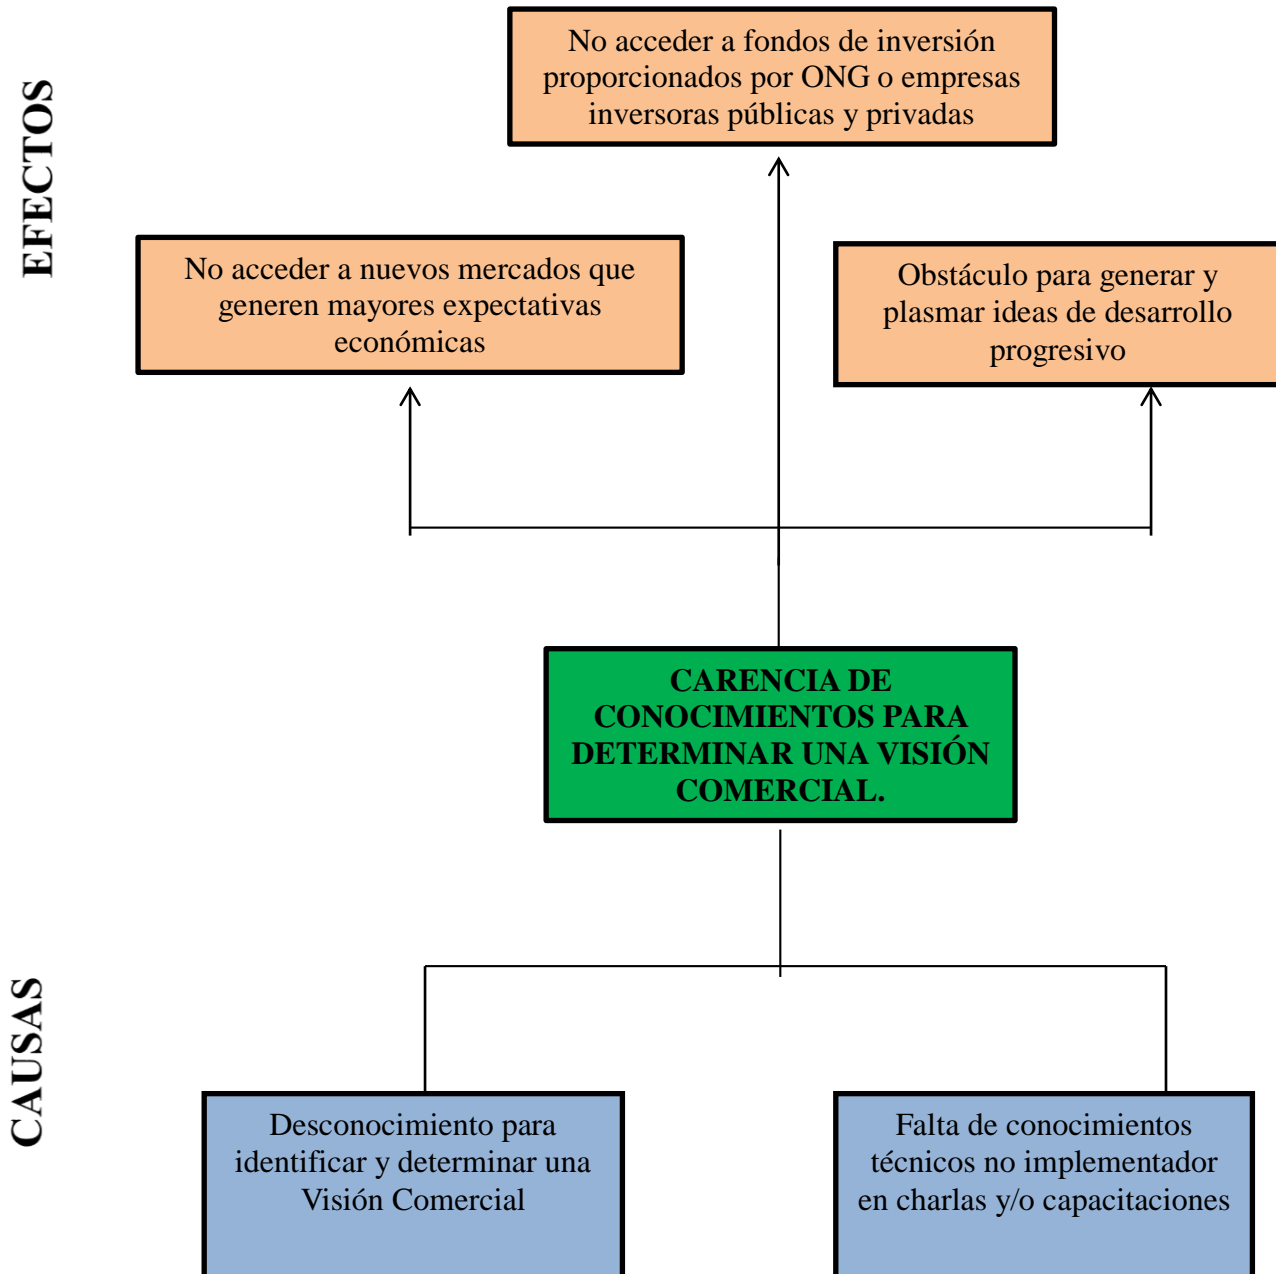 EFECTOS
No acceder a fondos de inversión
proporcionados por ONG o empresas
inversoras públicas y privadas
No acceder a nuevos mercados que
generen mayores expectativas
económicas
Obstáculo para generar y
plasmar ideas de desarrollo
progresivo
CARENCIA DE
CONOCIMIENTOS PARA
DETERMINAR UNA VISIÓN
COMERCIAL.
CAUSAS
Desconocimiento para
identificar y determinar una
Visión Comercial
Falta de conocimientos
técnicos no implementador
en charlas y/o capacitaciones